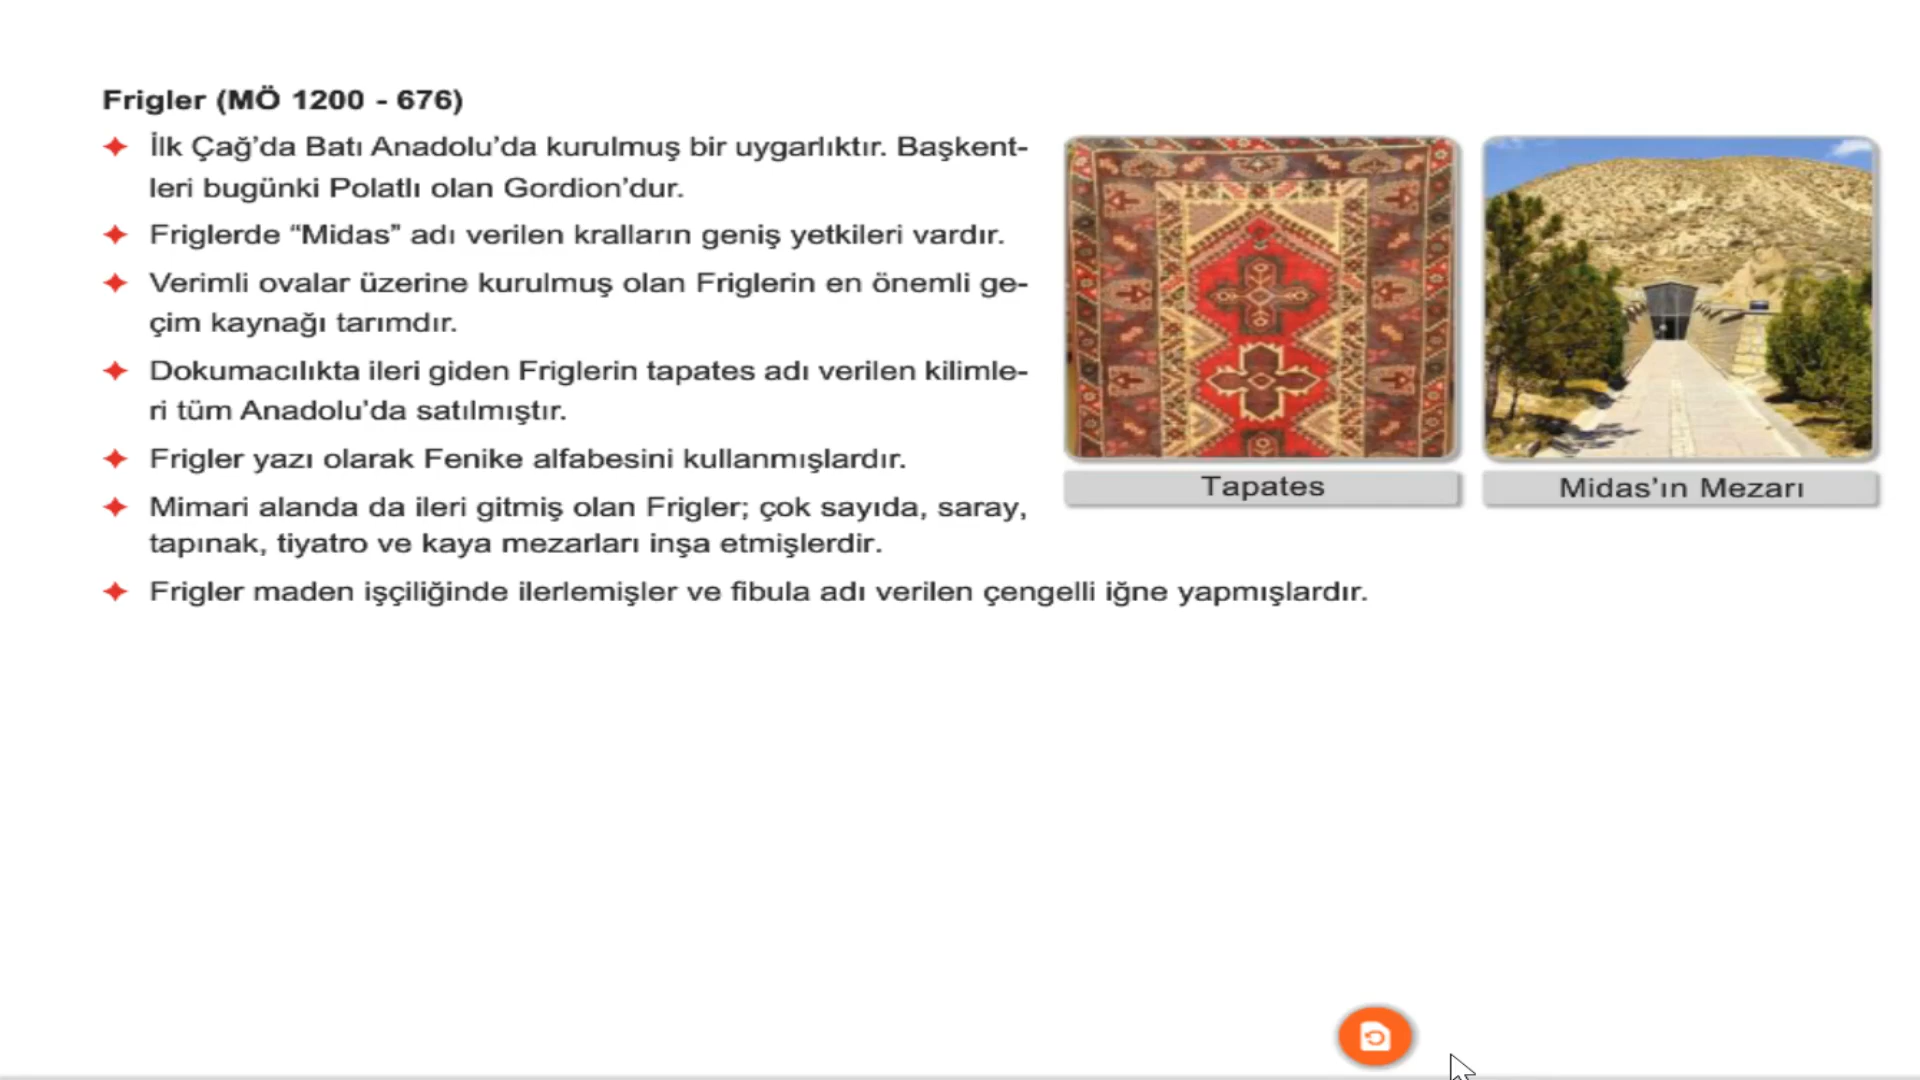 Frigler (MÖ 1200 - 676)
İlk Çağ’da Batı Anadolu’da kurulmuş bir uygarlıktır. Başkent-
leri bugünki Polatlı olan Gordion’dur.
Friglerde “Midas” adı verilen kralların geniş yetkileri vardır.
Verimli ovalar üzerine kurulmuş olan Friglerin en önemli ge-
çim kaynağı tarımdır.
Dokumacılıkta ileri giden Friglerin tapates adı verilen kilimle-
ri tüm Anadolu’da satılmıştır.
Frigler yazı olarak Fenike alfabesini kullanmışlardır.
Mimari alanda da ileri gitmiş olan Frigler; çok sayıda, saray,
tapınak, tiyatro ve kaya mezarları inşa etmişlerdir.
Frigler maden işçiliğinde ilerlemişler ve fibula adı verilen çengelli iğne yapmışlardır.
Tapates
Midas’ın Mezarı